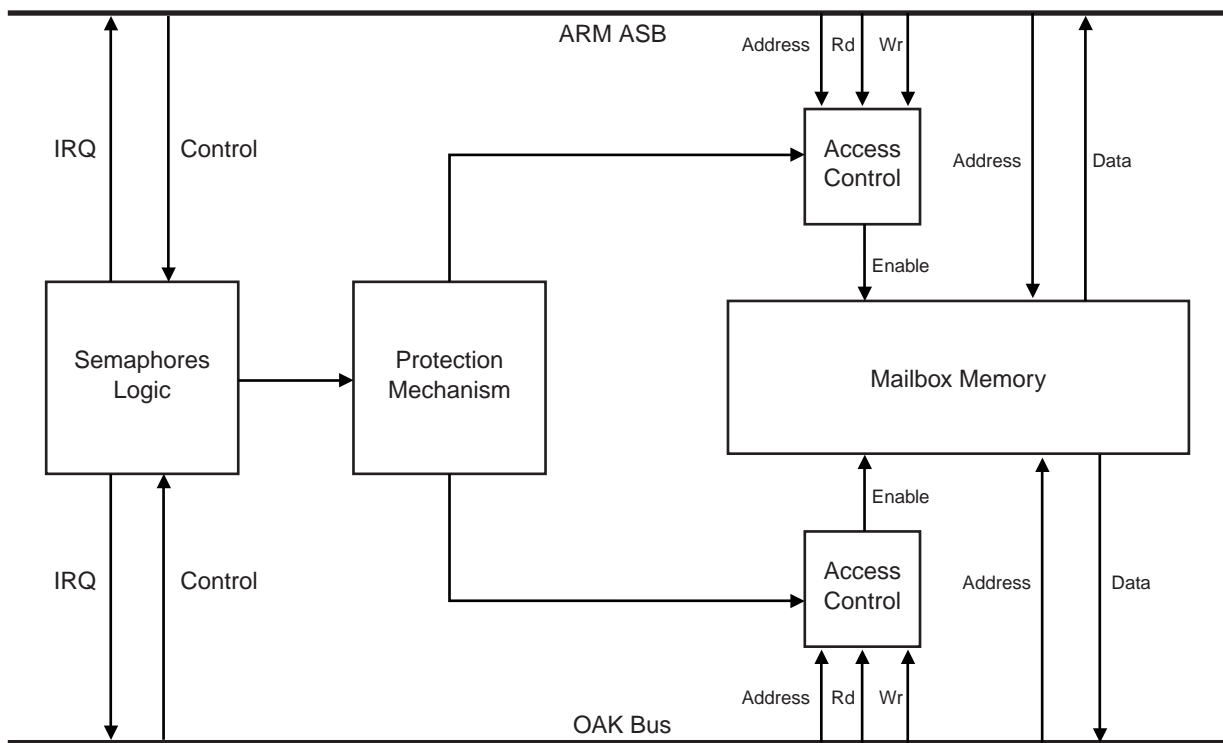 ARM ASB
Address
Rd
Wr
IRQ
Control
Access
Control
Address
Data
Enable
Semaphores
Logic
Protection
Mechanism
Mailbox Memory
Enable
IRQ
Control
Access
Control
Address
Data
Address
Rd
Wr
OAK Bus